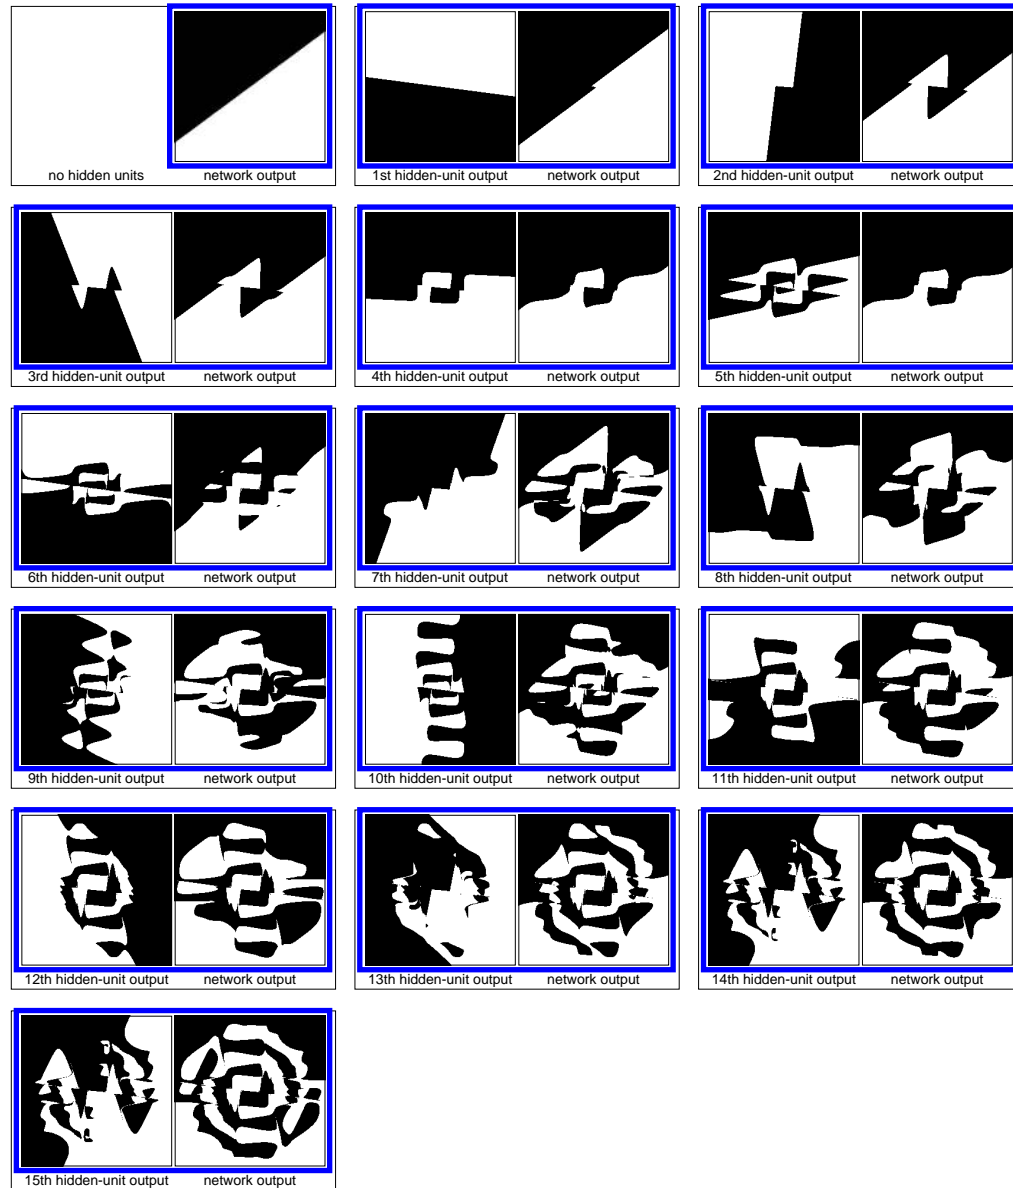 no hidden units network output 1st hidden-unit output network output 2nd hidden-unit output network output
3rd hidden-unit output network output 4th hidden-unit output network output 5th hidden-unit output network output
6th hidden-unit output network output 7th hidden-unit output network output 8th hidden-unit output network output
9th hidden-unit output network output 10th hidden-unit output network output 11th hidden-unit output network output
12th hidden-unit output network output 13th hidden-unit output network output 14th hidden-unit output network output
15th hidden-unit output network output